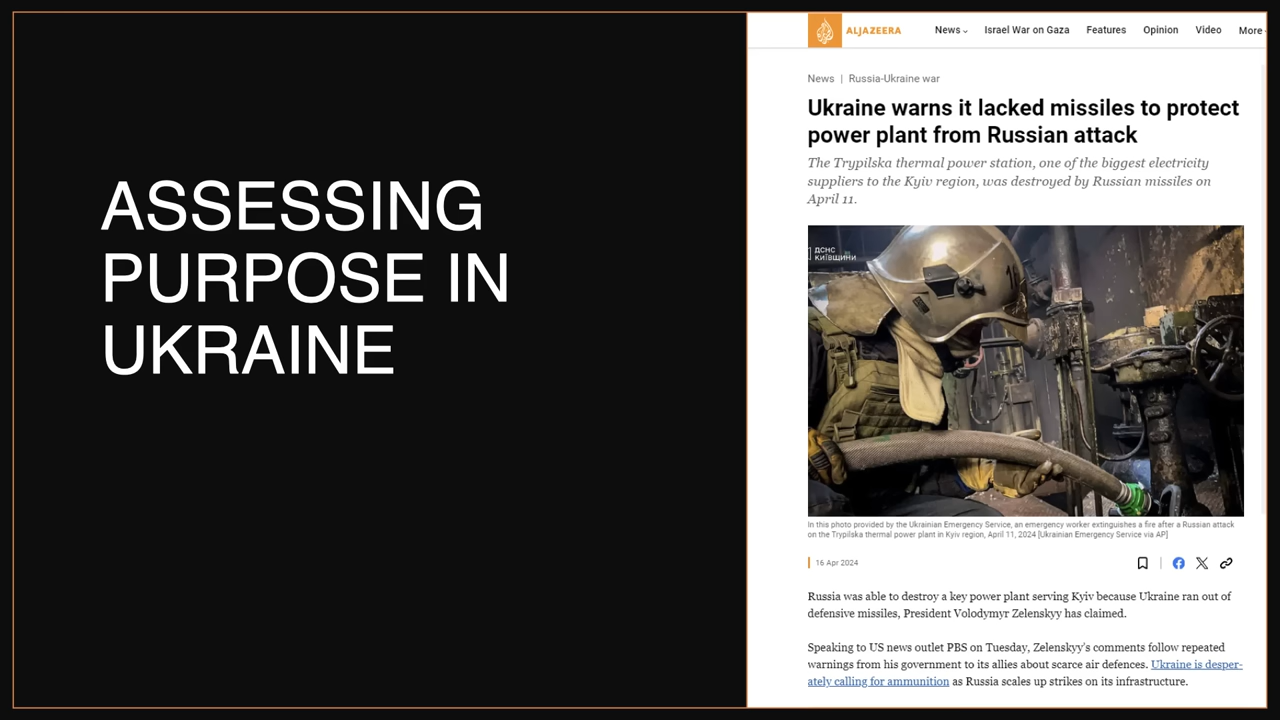 ASSESSING
PURPOSE IN
UKRAINE
ALJAZEERA
News Israel War on Gaza Features Opinion Video More
News | Russia-Ukraine war
Ukraine warns it lacked missiles to protect
power plant from Russian attack
The Trypilska thermal power station, one of the biggest electricity
suppliers to the Kyiv region, was destroyed by Russian missiles on
April 11.
ДСНС
КИЇВЩИНИ
In this photo provided by the Ukrainian Emergency Service, an emergency worker extinguishes a fire after a Russian attack
on the Trypilska thermal power plant in Kyiv region, April 11, 2024 [Ukrainian Emergency Service via AP]
16 Apr 2024
Russia was able to destroy a key power plant serving Kyiv because Ukraine ran out of
defensive missiles, President Volodymyr Zelenskyy has claimed.
Speaking to US news outlet PBS on Tuesday, Zelenskyy's comments follow repeated
warnings from his government to its allies about scarce air defences. Ukraine is desper-
ately calling for ammunition as Russia scales up strikes on its infrastructure.